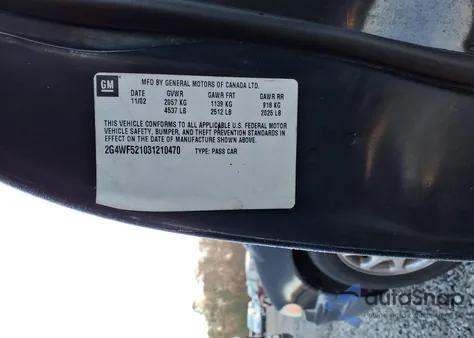 GM MFD BY GENERAL MOTORS OF CANADA LTD.
DATE GVWR GAWR FRT GAWR RR
11/02 2057 KG 1139 KG 918 KG
4537 LB 2512 LB 2025 LB
THIS VEHICLE CONFORMS TO ALL APPLICABLE U.S. FEDERAL MOTOR
VEHICLE SAFETY, BUMPER, AND THEFT PREVENTION STANDARDS IN
EFFECT ON THE DATE OF MANUFACTURE SHOWN ABOVE.
2G4WF521031210470 TYPE: PASS CAR
autosnap